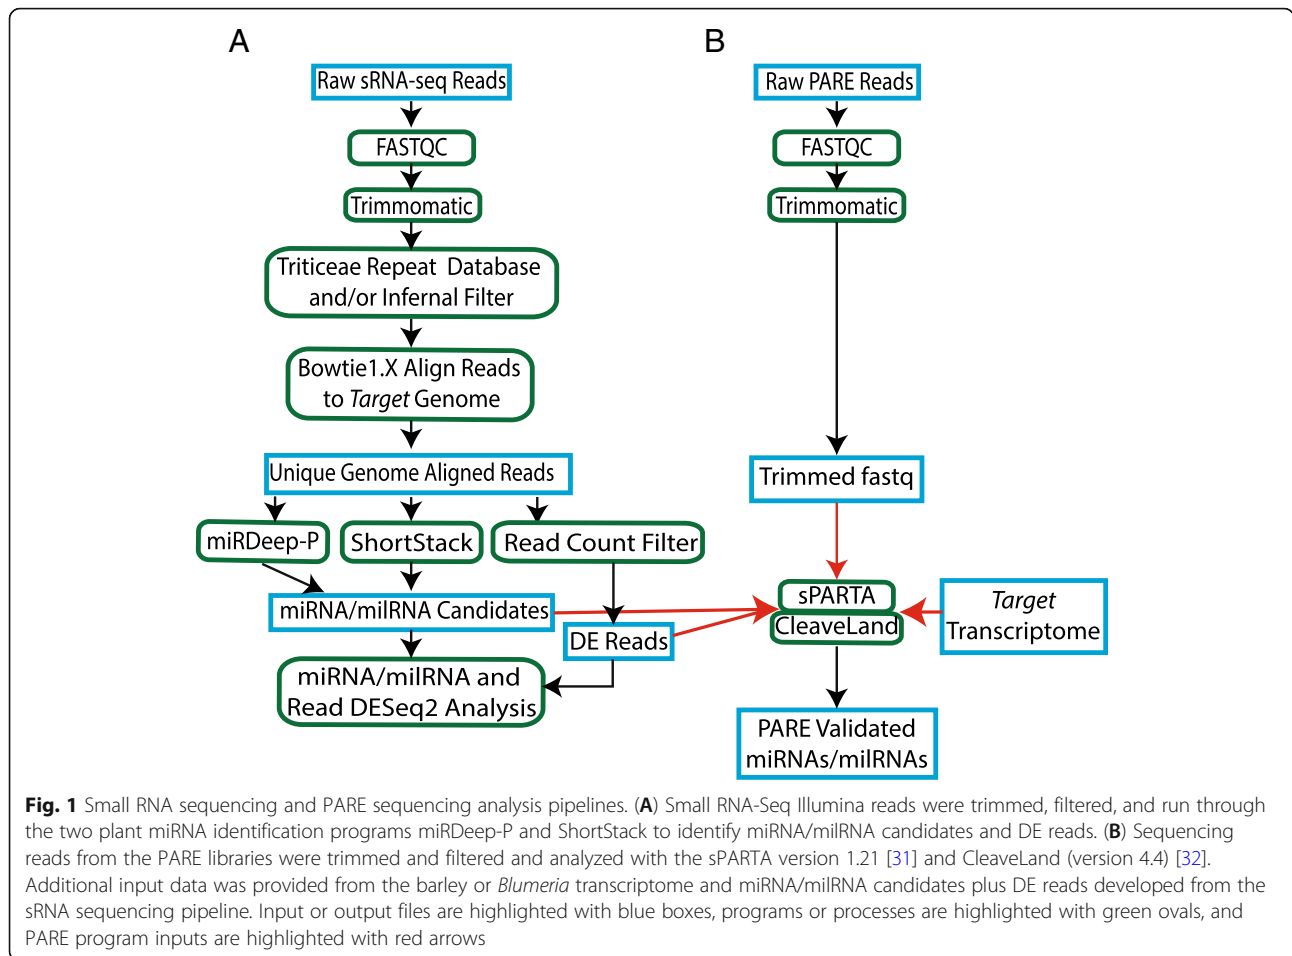 A
B
Raw sRNA-seq Reads
FASTQC
Trimmomatic
Triticeae Repeat Database
and/or Infernal Filter
Bowtie1.X Align Reads
to Target Genome
Unique Genome Aligned Reads
miRDeep-P
ShortStack
Read Count Filter
miRNA/milRNA Candidates
DE Reads
miRNA/milRNA and
Read DESeq2 Analysis
Raw PARE Reads
FASTQC
Trimmomatic
Trimmed fastq
sPARTA
CleaveLand
Target
Transcriptome
PARE Validated
miRNAs/milRNAs
Fig. 1 Small RNA sequencing and PARE sequencing analysis pipelines. (A) Small RNA-Seq Illumina reads were trimmed, filtered, and run through
the two plant miRNA identification programs miRDeep-P and ShortStack to identify miRNA/milRNA candidates and DE reads. (B) Sequencing
reads from the PARE libraries were trimmed and filtered and analyzed with the sPARTA version 1.21 [31] and CleaveLand (version 4.4) [32].
Additional input data was provided from the barley or Blumeria transcriptome and miRNA/milRNA candidates plus DE reads developed from the
sRNA sequencing pipeline. Input or output files are highlighted with blue boxes, programs or processes are highlighted with green ovals, and
PARE program inputs are highlighted with red arrows